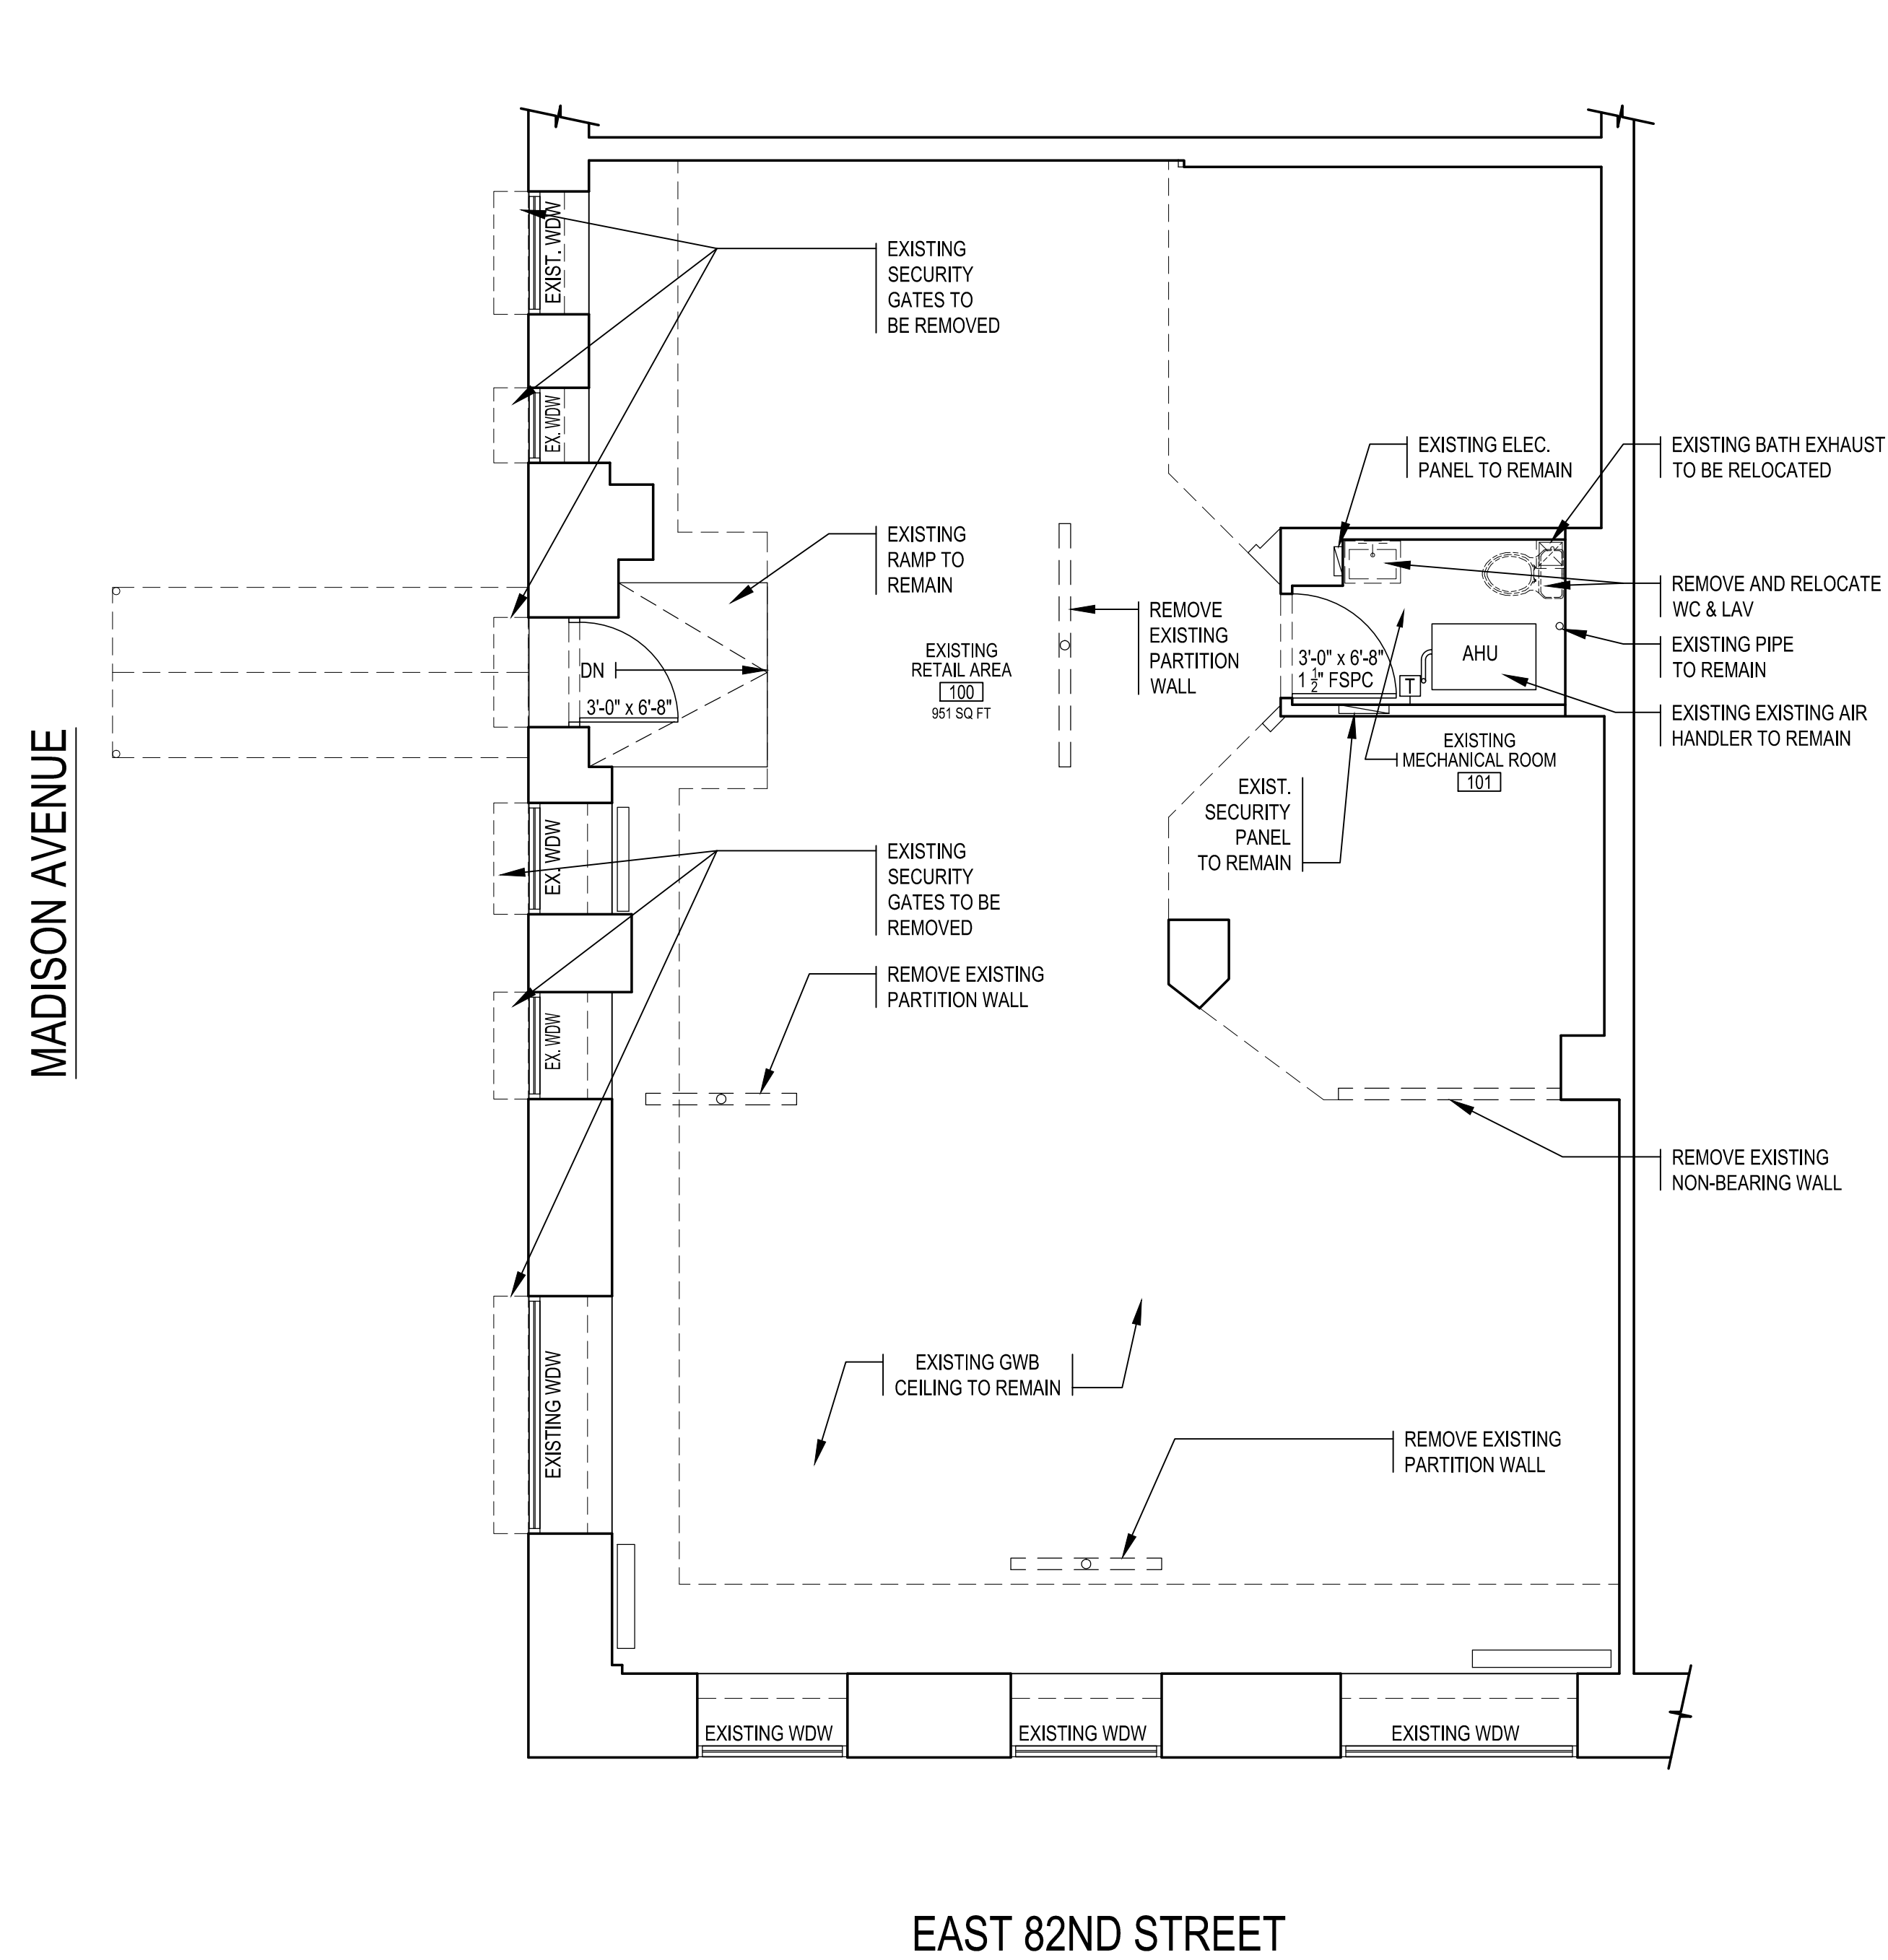 EXIST. WDW
EXISTING
SECURITY
GATES TO
BE REMOVED
EX. WDW
EXISTING ELEC.
PANEL TO REMAIN
EXISTING BATH EXHAUST
TO BE RELOCATED
EXISTING
RAMP TO
REMAIN
REMOVE AND RELOCATE
WC & LAV
REMOVE
EXISTING
PARTITION
WALL
EXISTING
RETAIL AREA
100
951 SQ FT
DN
3'-0" x 6'-8"
3'-0" x 6'-8"
1 1/2" FSPC
T
AHU
EXISTING PIPE
TO REMAIN
EXISTING EXISTING AIR
HANDLER TO REMAIN
EXISTING
MECHANICAL ROOM
101
EXIST.
SECURITY
PANEL
TO REMAIN
MADISON AVENUE
EX. WDW
EXISTING
SECURITY
GATES TO BE
REMOVED
REMOVE EXISTING
PARTITION WALL
EX. WDW
REMOVE EXISTING
NON-BEARING WALL
EXISTING WDW
EXISTING GWB
CEILING TO REMAIN
REMOVE EXISTING
PARTITION WALL
EXISTING WDW
EXISTING WDW
EXISTING WDW
EAST 82ND STREET